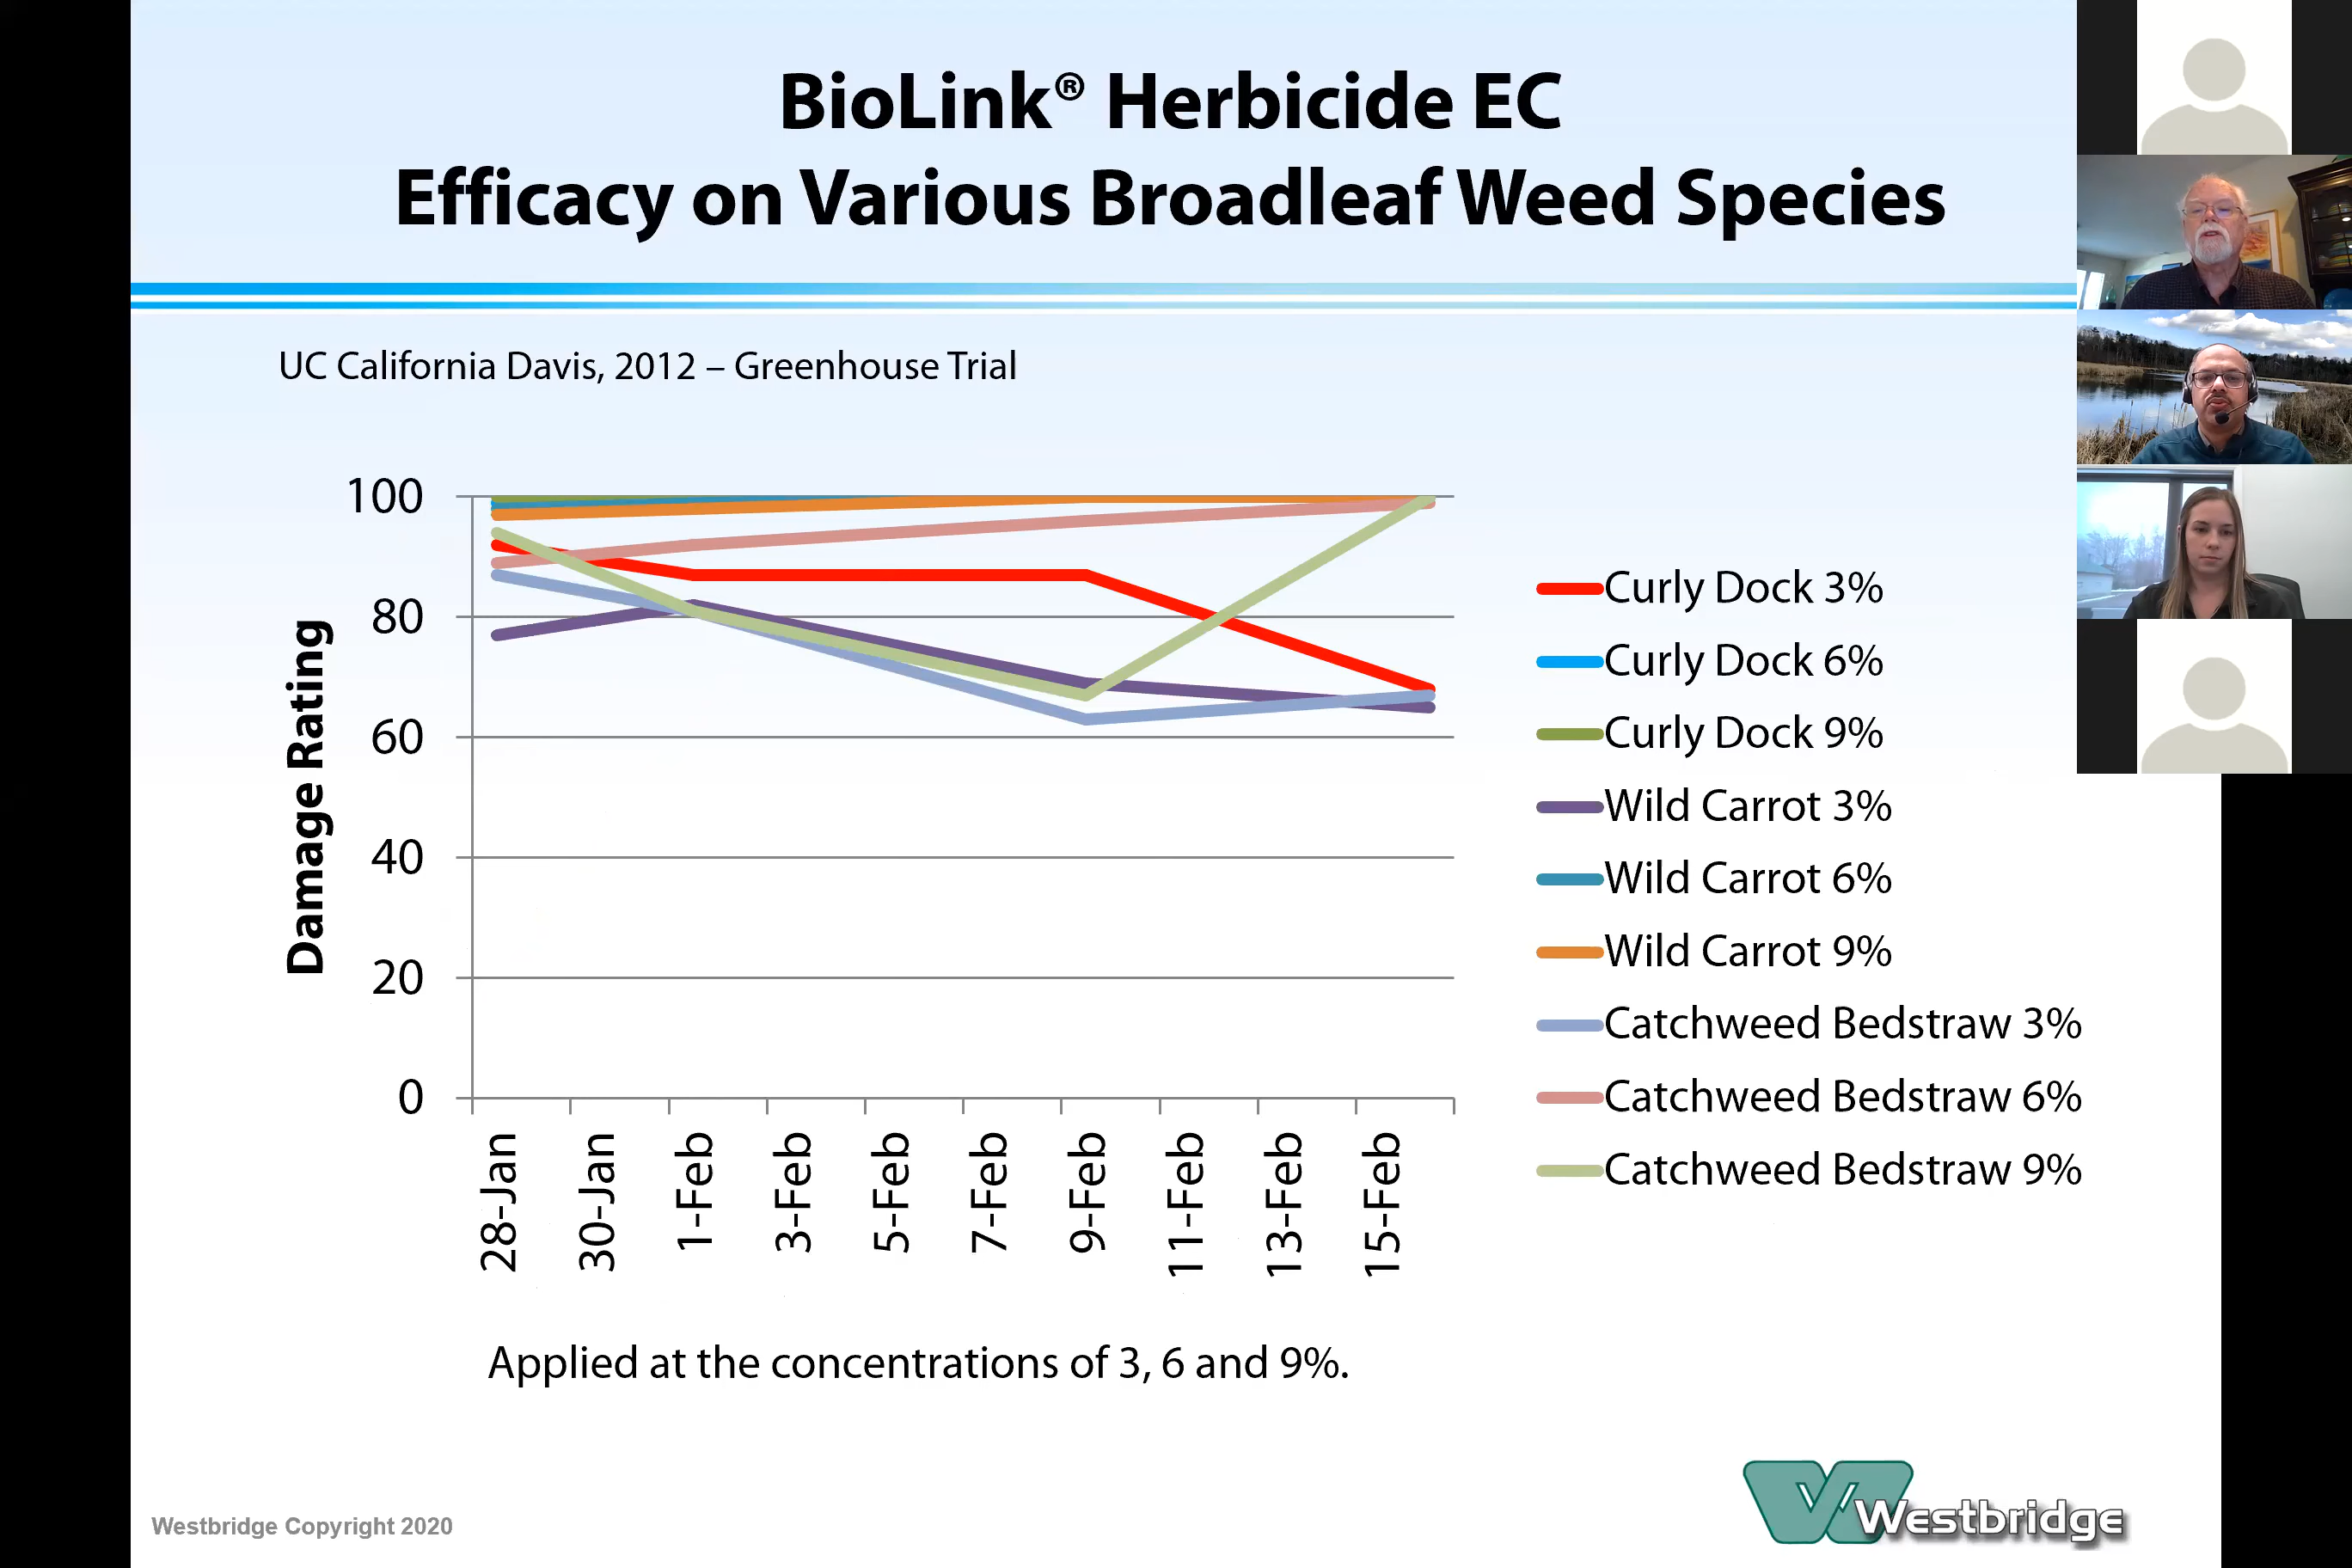 BioLink® Herbicide EC
Efficacy on Various Broadleaf Weed Species
UC California Davis, 2012 – Greenhouse Trial
Damage Rating
100
80
60
40
20
0
28-Jan
30-Jan
1-Feb
3-Feb
5-Feb
7-Feb
9-Feb
11-Feb
13-Feb
15-Feb
Curly Dock 3%
Curly Dock 6%
Curly Dock 9%
Wild Carrot 3%
Wild Carrot 6%
Wild Carrot 9%
Catchweed Bedstraw 3%
Catchweed Bedstraw 6%
Catchweed Bedstraw 9%
Applied at the concentrations of 3, 6 and 9%.
Westbridge Copyright 2020
Westbridge